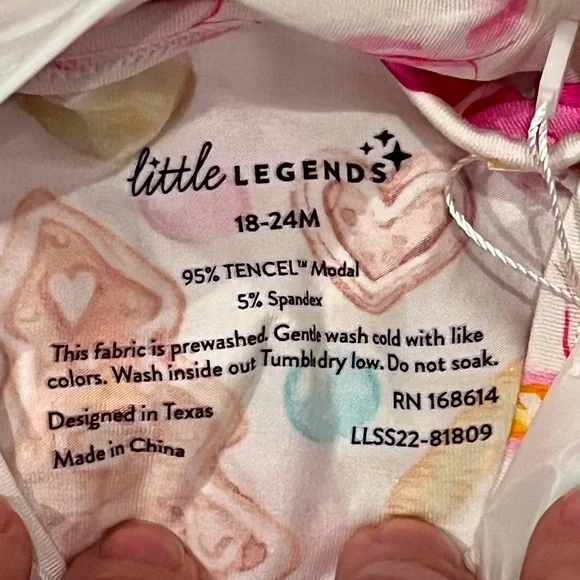 little LEGENDS
18-24M
95% TENCEL™ Modal
5% Spandex
This fabric is prewashed. Gentle wash cold with like
colors. Wash inside out Tumble dry low. Do not soak.
Designed in Texas
RN 168614
Made in China
LLSS22-81809